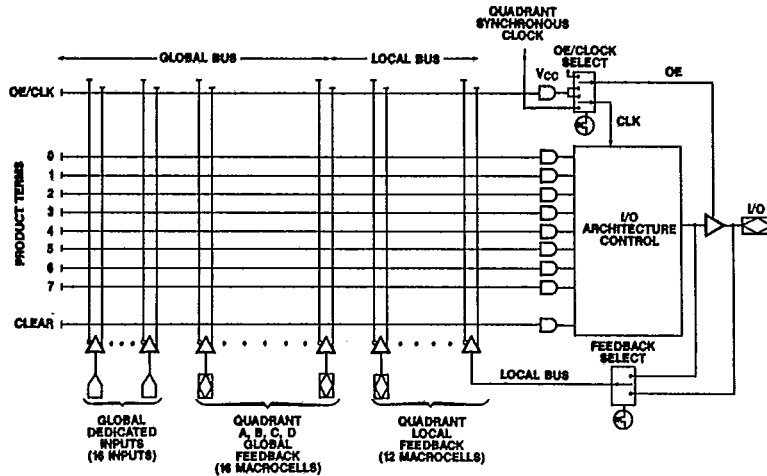 QUADRANT
SYNCHRONOUS
CLOCK
OE/CLOCK
SELECT
GLOBAL BUS
LOCAL BUS
VCC
OE
OE/CLK
CLK
PRODUCT TERMS
0
1
2
3
4
5
6
7
I/O
ARCHITECTURE
CONTROL
I/O
CLEAR
FEEDBACK
SELECT
LOCAL BUS
GLOBAL
DEDICATED
INPUTS
(16 INPUTS)
QUADRANT
A, B, C, D
GLOBAL
FEEDBACK
(16 MACROCELLS)
QUADRANT
LOCAL
FEEDBACK
(12 MACROCELLS)